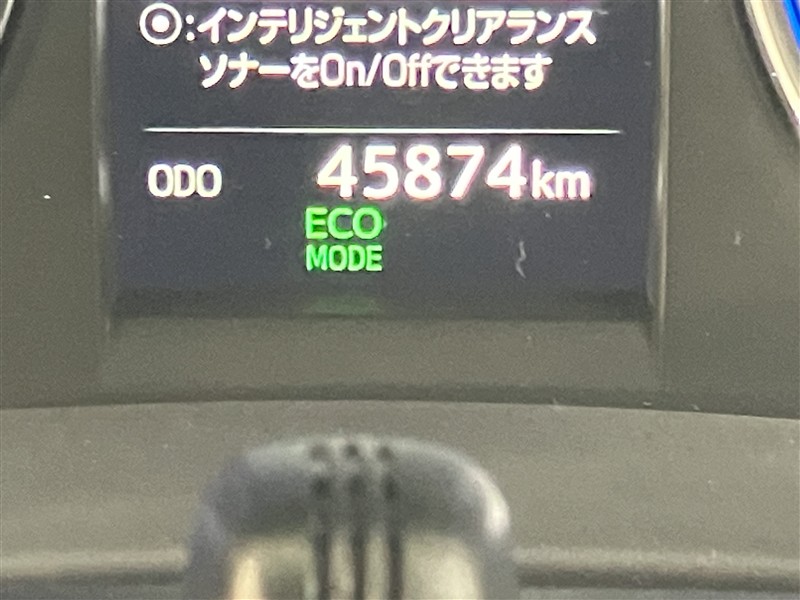 ◎:インテリジェントクリアランス
ソナーをOn/Offできます
ODO 45874km
ECO
MODE